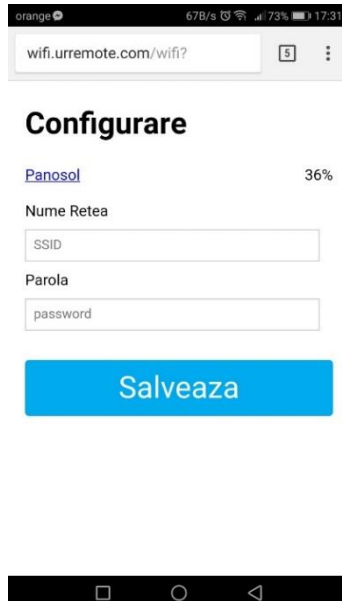 orange 67B/s 73% 17:31
wifi.urremote.com/wifi? 5
Configurare
Panosol 36%
Nume Retea
SSID
Parola
password
Salveaza